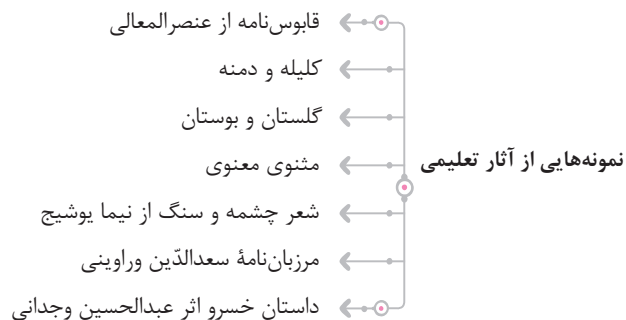 نمونه‌هایی از آثار تعلیمی
قابوس‌نامه از عنصرالمعالی
کلیله و دمنه
گلستان و بوستان
مثنوی معنوی
شعر چشمه و سنگ از نیما یوشیج
مرزبان‌نامهٔ سعدالدّین وراوینی
داستان خسرو اثر عبدالحسین وجدانی